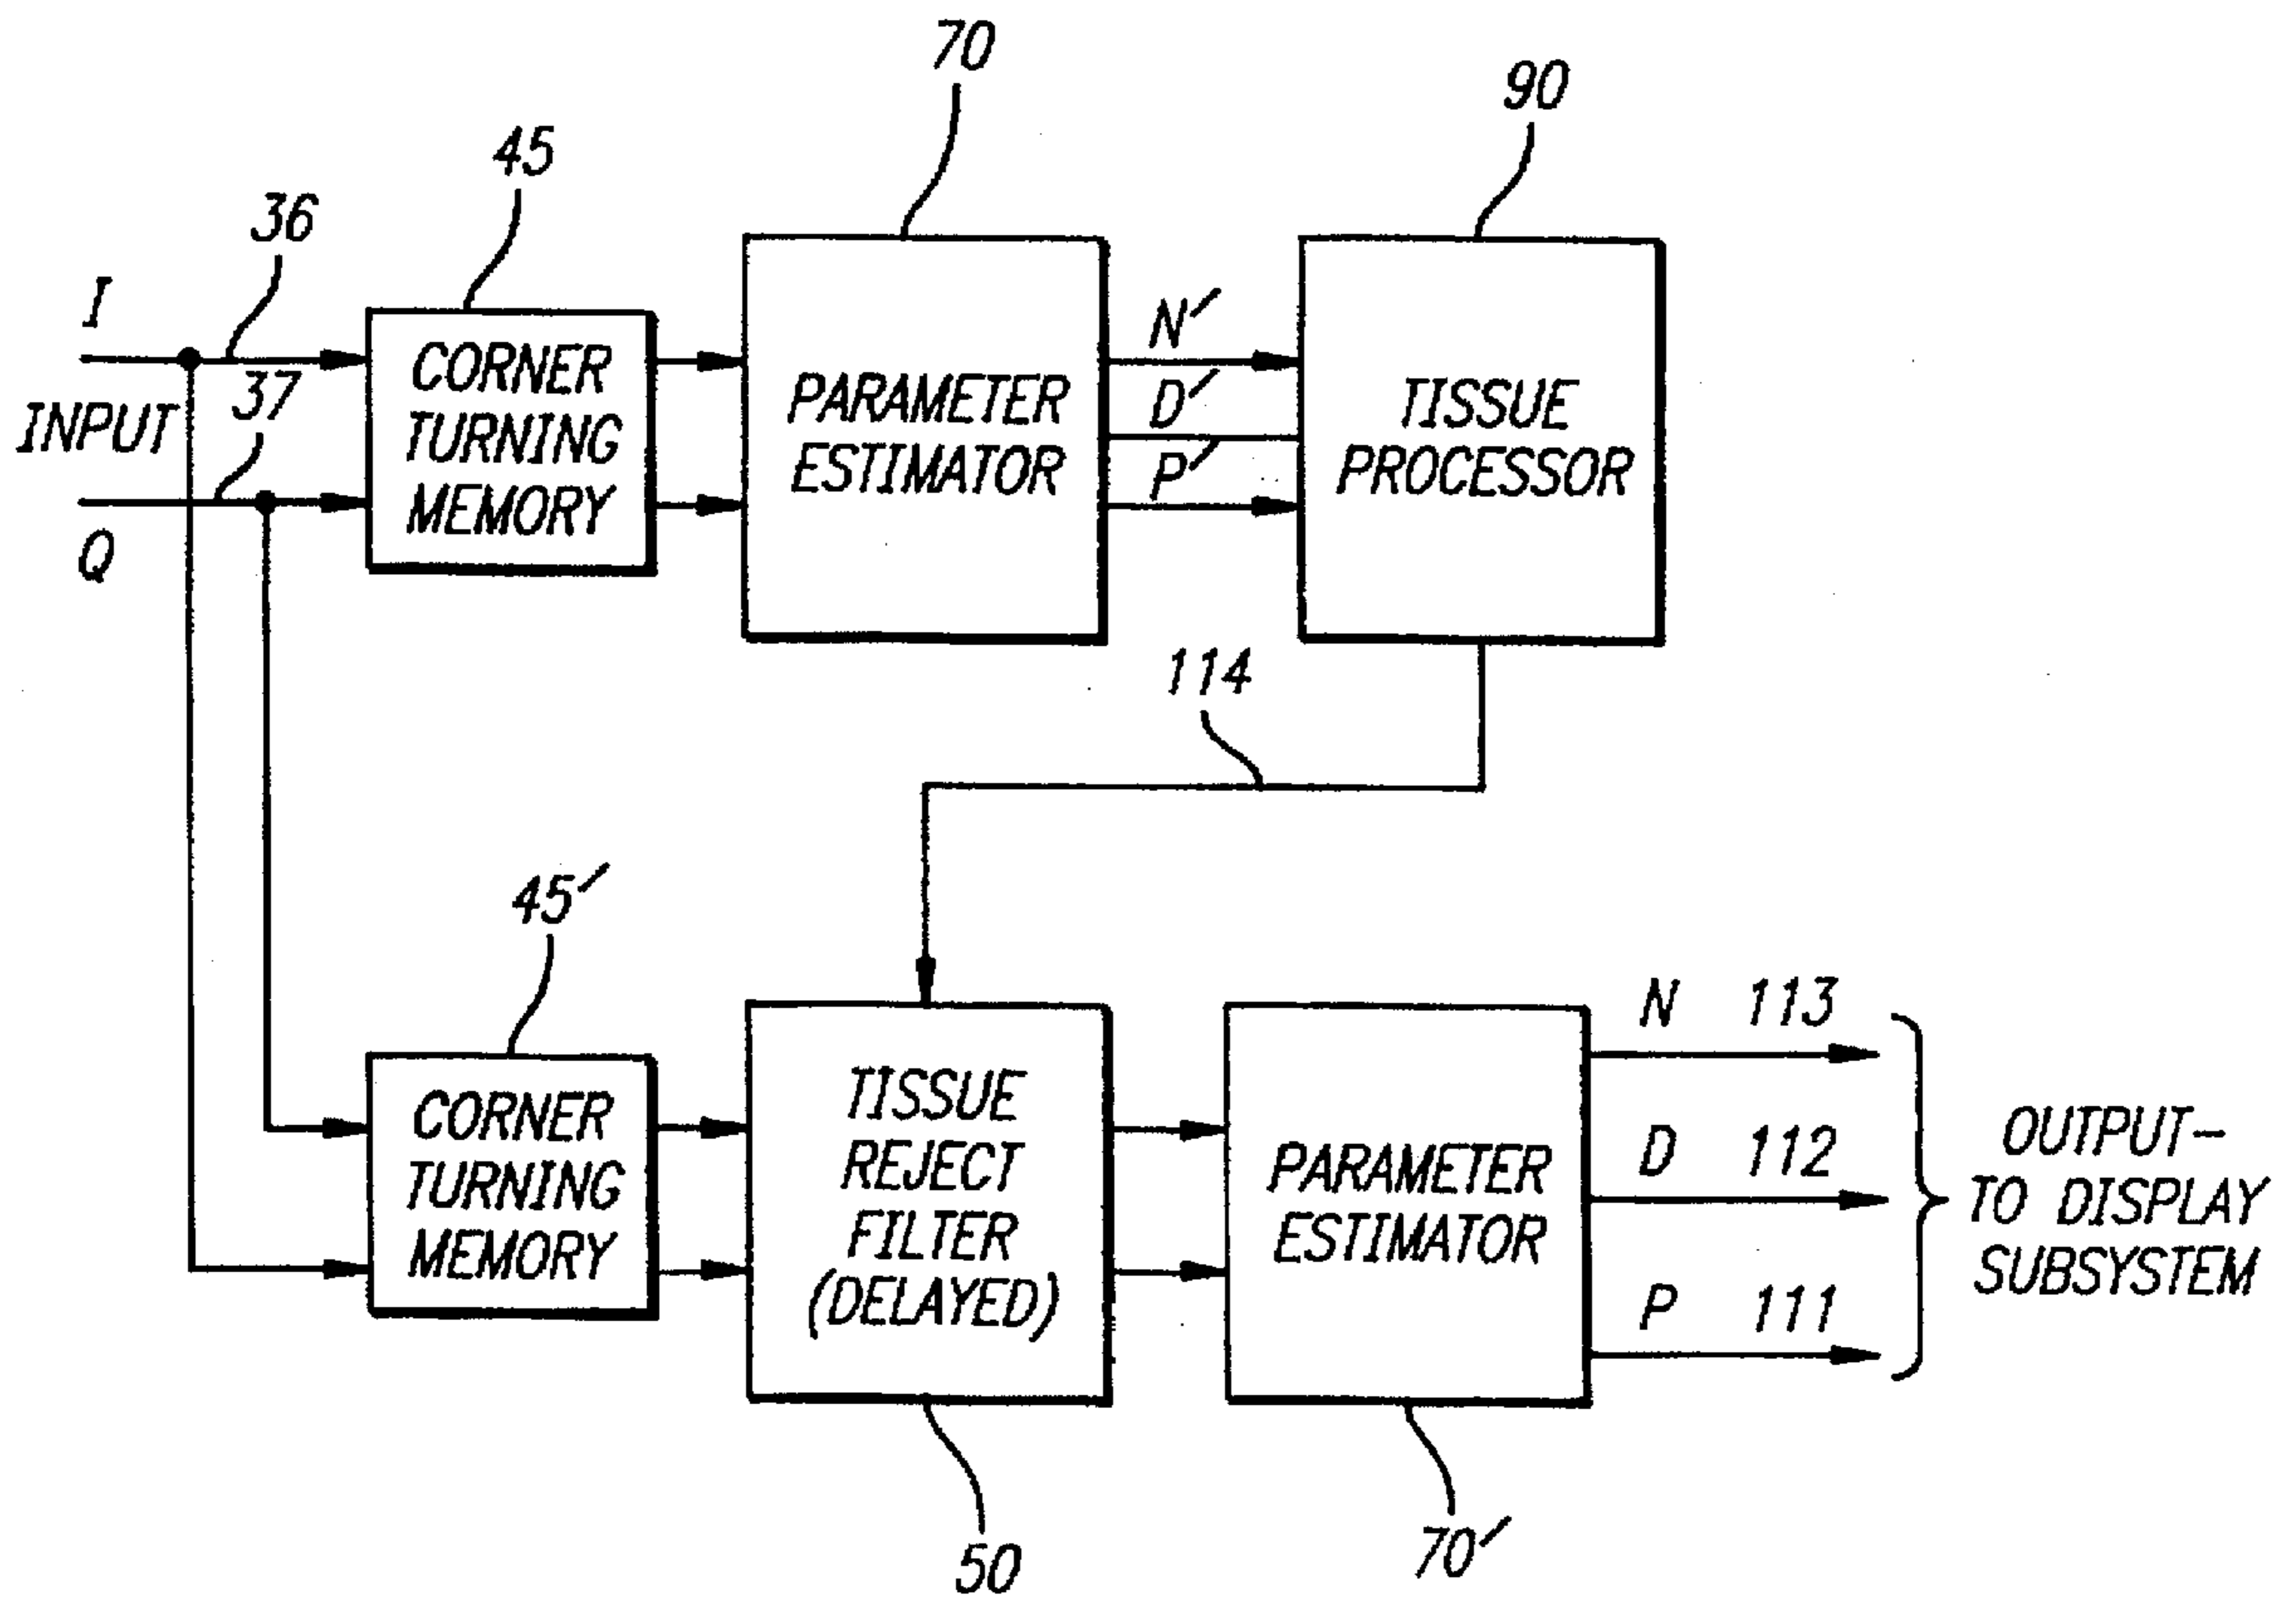 70
90
45
36
I
37
INPUT
Q
CORNER
TURNING
MEMORY
PARAMETER
ESTIMATOR
N′
D′
P′
TISSUE
PROCESSOR
114
45′
CORNER
TURNING
MEMORY
TISSUE
REJECT
FILTER
(DELAYED)
PARAMETER
ESTIMATOR
N 113
D 112
P 111
OUTPUT-
TO DISPLAY
SUBSYSTEM
50
70′